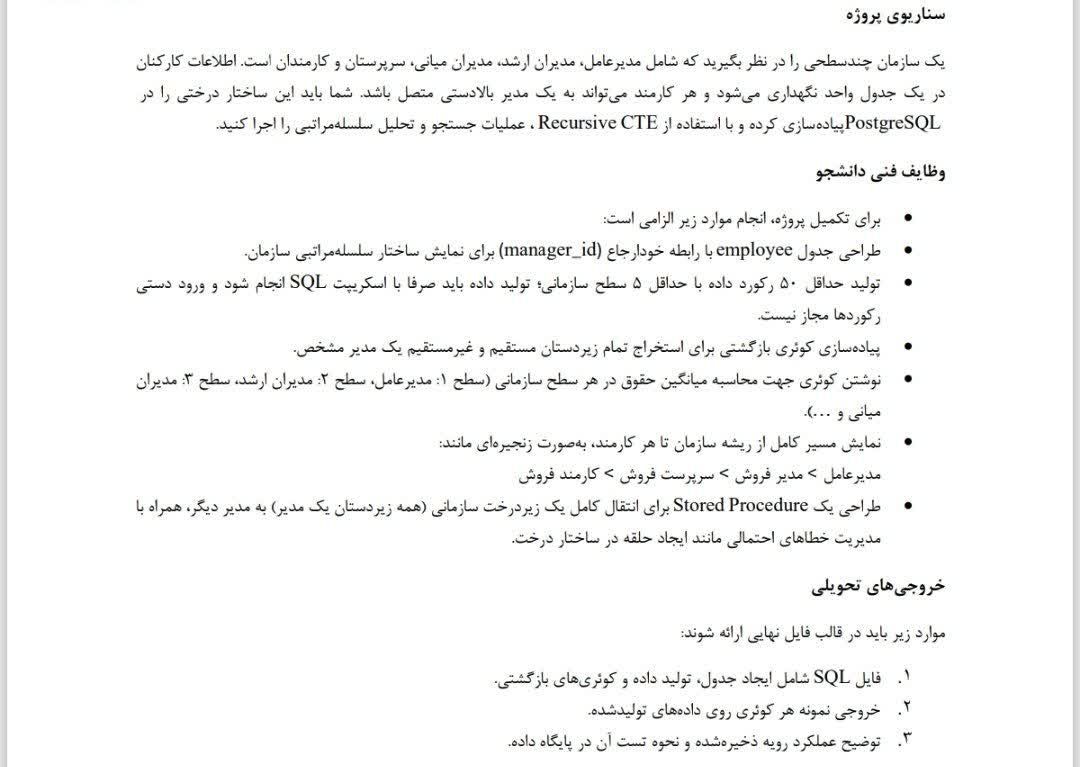 سناریوی پروژه
یک سازمان چندسطحی را در نظر بگیرید که شامل مدیرعامل، مدیران ارشد، مدیران میانی، سرپرستان و کارمندان است. اطلاعات کارکنان
در یک جدول واحد نگهداری می‌شود و هر کارمند می‌تواند به یک مدیر بالادستی متصل باشد. شما باید این ساختار درختی را در
PostgreSQLپیاده‌سازی کرده و با استفاده از Recursive CTE ، عملیات جستجو و تحلیل سلسله‌مراتبی را اجرا کنید.
وظایف فنی دانشجو
• برای تکمیل پروژه، انجام موارد زیر الزامی است:
• طراحی جدول employee با رابطه خودارجاع (manager_id) برای نمایش ساختار سلسله‌مراتبی سازمان.
• تولید حداقل ۵۰ رکورد داده با حداقل ۵ سطح سازمانی؛ تولید داده باید صرفا با اسکریپت SQL انجام شود و ورود دستی
رکوردها مجاز نیست.
• پیاده‌سازی کوئری بازگشتی برای استخراج تمام زیردستان مستقیم و غیرمستقیم یک مدیر مشخص.
• نوشتن کوئری جهت محاسبه میانگین حقوق در هر سطح سازمانی (سطح ۱: مدیرعامل، سطح ۲: مدیران ارشد، سطح ۳: مدیران
میانی و …).
• نمایش مسیر کامل از ریشه سازمان تا هر کارمند، به‌صورت زنجیره‌ای مانند:
مدیرعامل > مدیر فروش > سرپرست فروش > کارمند فروش
• طراحی یک Stored Procedure برای انتقال کامل یک زیردرخت سازمانی (همه زیردستان یک مدیر) به مدیر دیگر، همراه با
مدیریت خطاهای احتمالی مانند ایجاد حلقه در ساختار درخت.
خروجی‌های تحویلی
موارد زیر باید در قالب فایل نهایی ارائه شوند:
۱. فایل SQL شامل ایجاد جدول، تولید داده و کوئری‌های بازگشتی.
۲. خروجی نمونه هر کوئری روی داده‌های تولیدشده.
۳. توضیح عملکرد رویه ذخیره‌شده و نحوه تست آن در پایگاه داده.